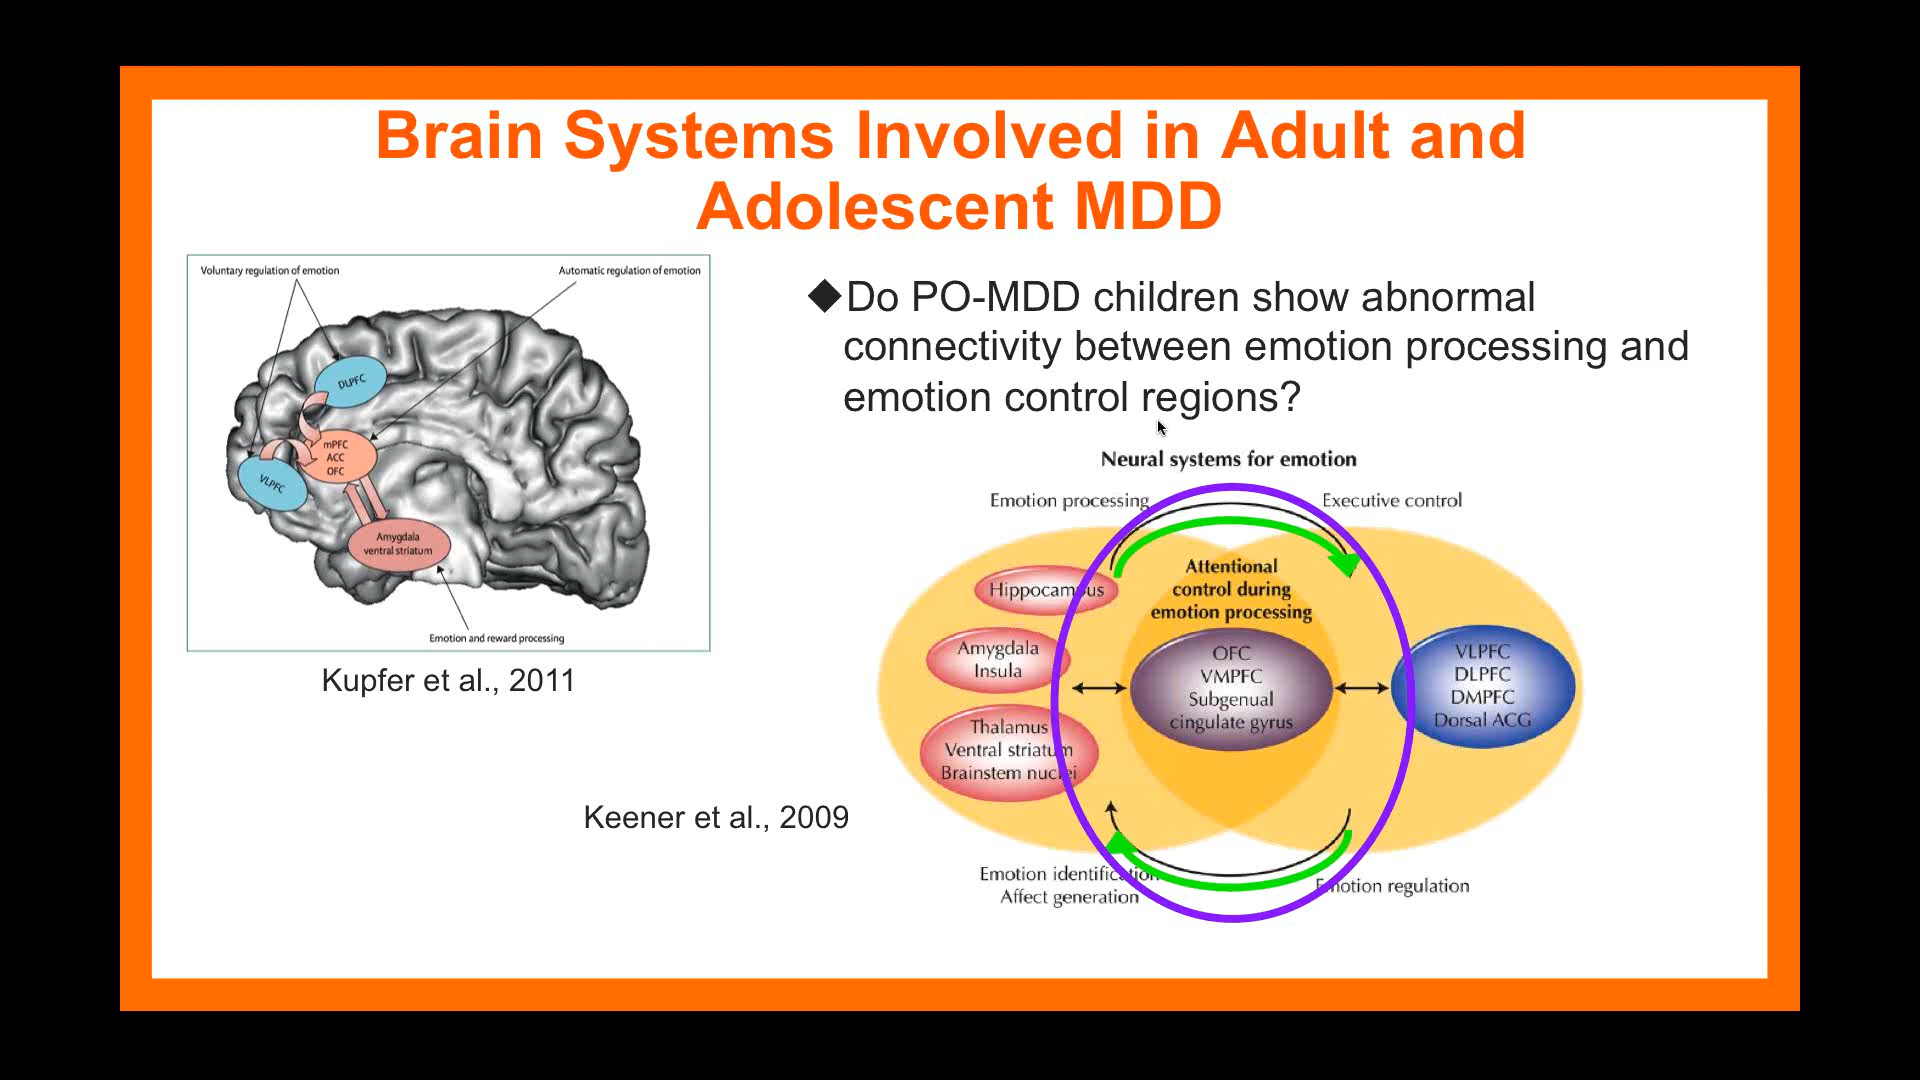 Brain Systems Involved in Adult and
Adolescent MDD
Voluntary regulation of emotion
Automatic regulation of emotion
DLPFC
mPFC
ACC
OFC
VLPFC
Amygdala
ventral striatum
Emotion and reward processing
Kupfer et al., 2011
Do PO-MDD children show abnormal
connectivity between emotion processing and
emotion control regions?
Neural systems for emotion
Emotion processing
Executive control
Attentional
control during
emotion processing
Hippocampus
Amygdala
Insula
Thalamus
Ventral striatum
Brainstem nuclei
OFC
VMPFC
Subgenual
cingulate gyrus
VLPFC
DLPFC
DMPFC
Dorsal ACG
Emotion identification
Affect generation
Emotion regulation
Keener et al., 2009